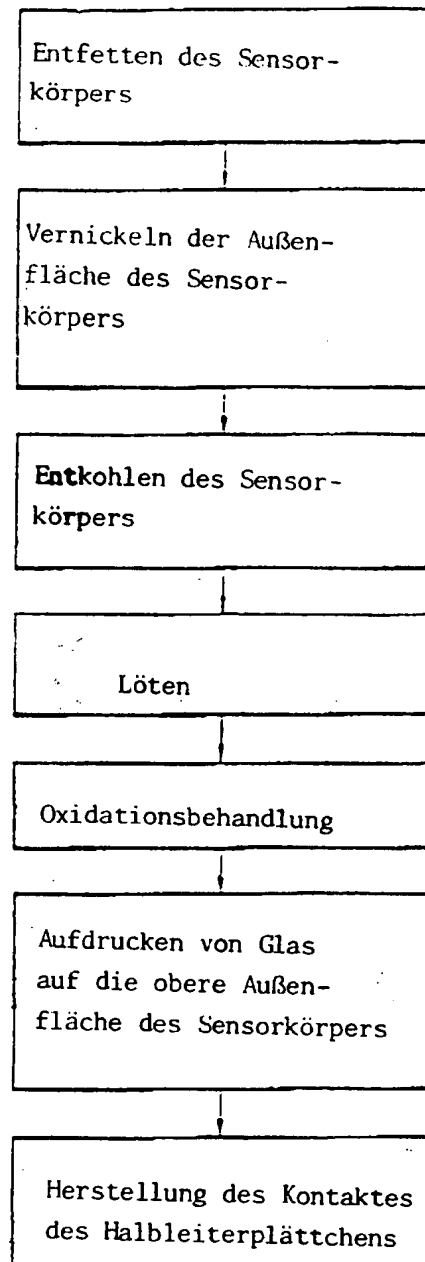 Entfetten des Sensor-
körpers
Vernickeln der Außen-
fläche des Sensor-
körpers
Entkohlen des Sensor-
körpers
Löten
Oxidationsbehandlung
Aufdrucken von Glas
auf die obere Außen-
fläche des Sensorkörpers
Herstellung des Kontaktes
des Halbleiterplättchens